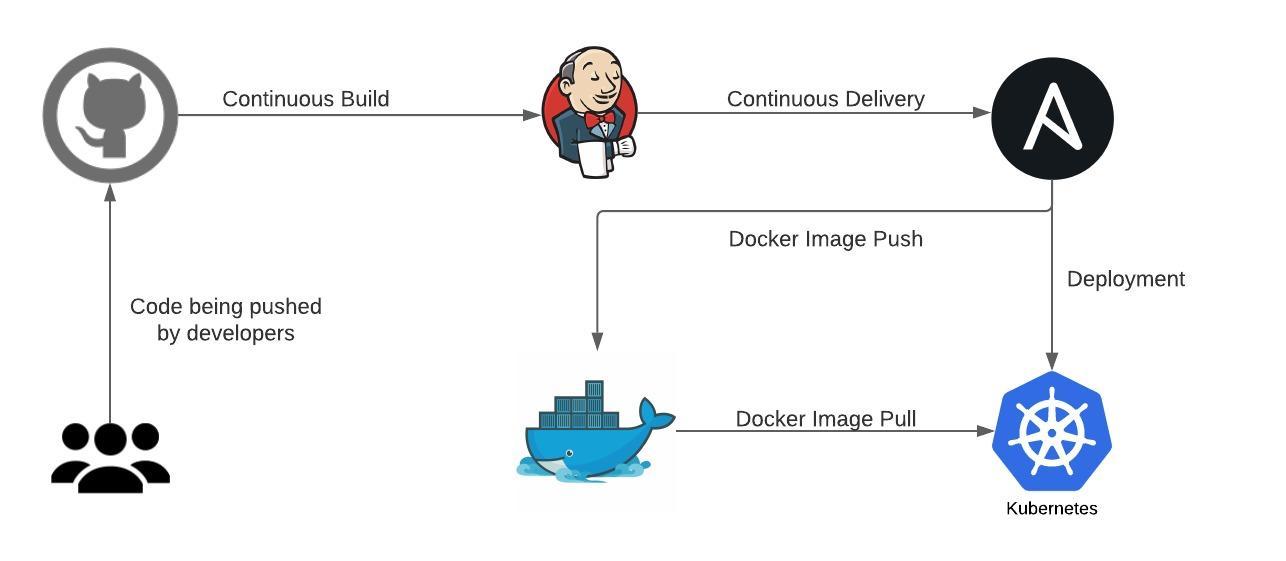 Continuous Build
Continuous Delivery
Docker Image Push
Deployment
Code being pushed
by developers
Docker Image Pull
Kubernetes